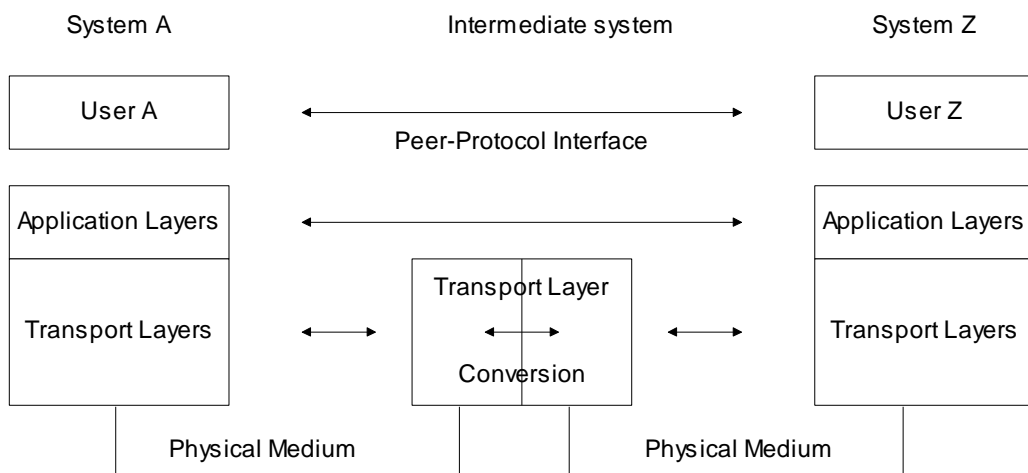 System A
Intermediate system
System Z
User A
User Z
Peer-Protocol Interface
Application Layers
Application Layers
Transport Layer
Transport Layers
Transport Layers
Conversion
Physical Medium
Physical Medium